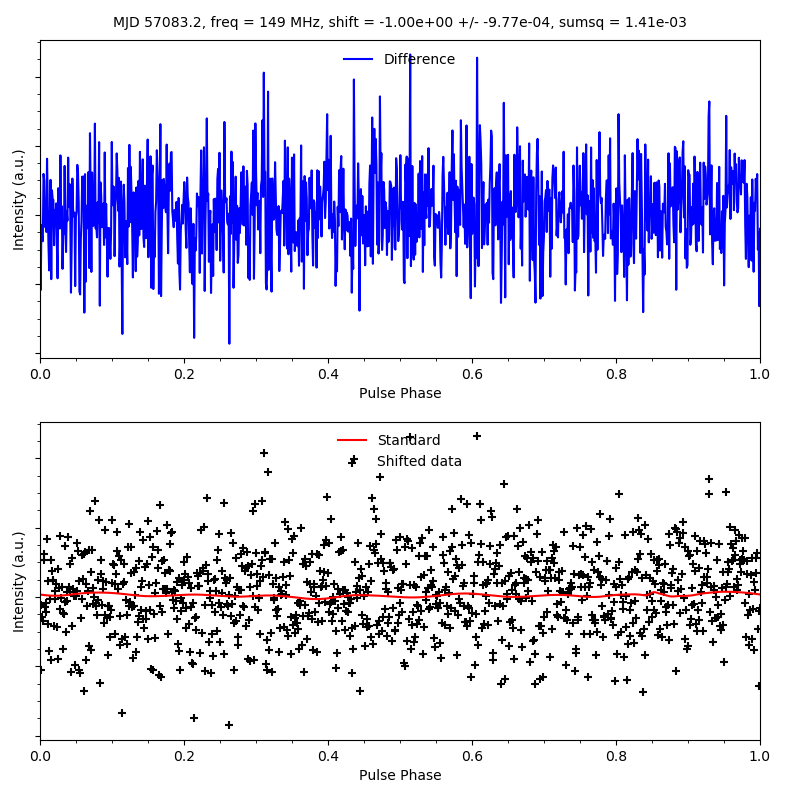 MJD 57083.2, freq = 149 MHz, shift = -1.00e+00 +/- -9.77e-04, sumsq = 1.41e-03
Difference
Intensity (a.u.)
0.0 0.2 0.4 0.6 0.8 1.0
Pulse Phase
Standard
Shifted data
Intensity (a.u.)
0.0 0.2 0.4 0.6 0.8 1.0
Pulse Phase